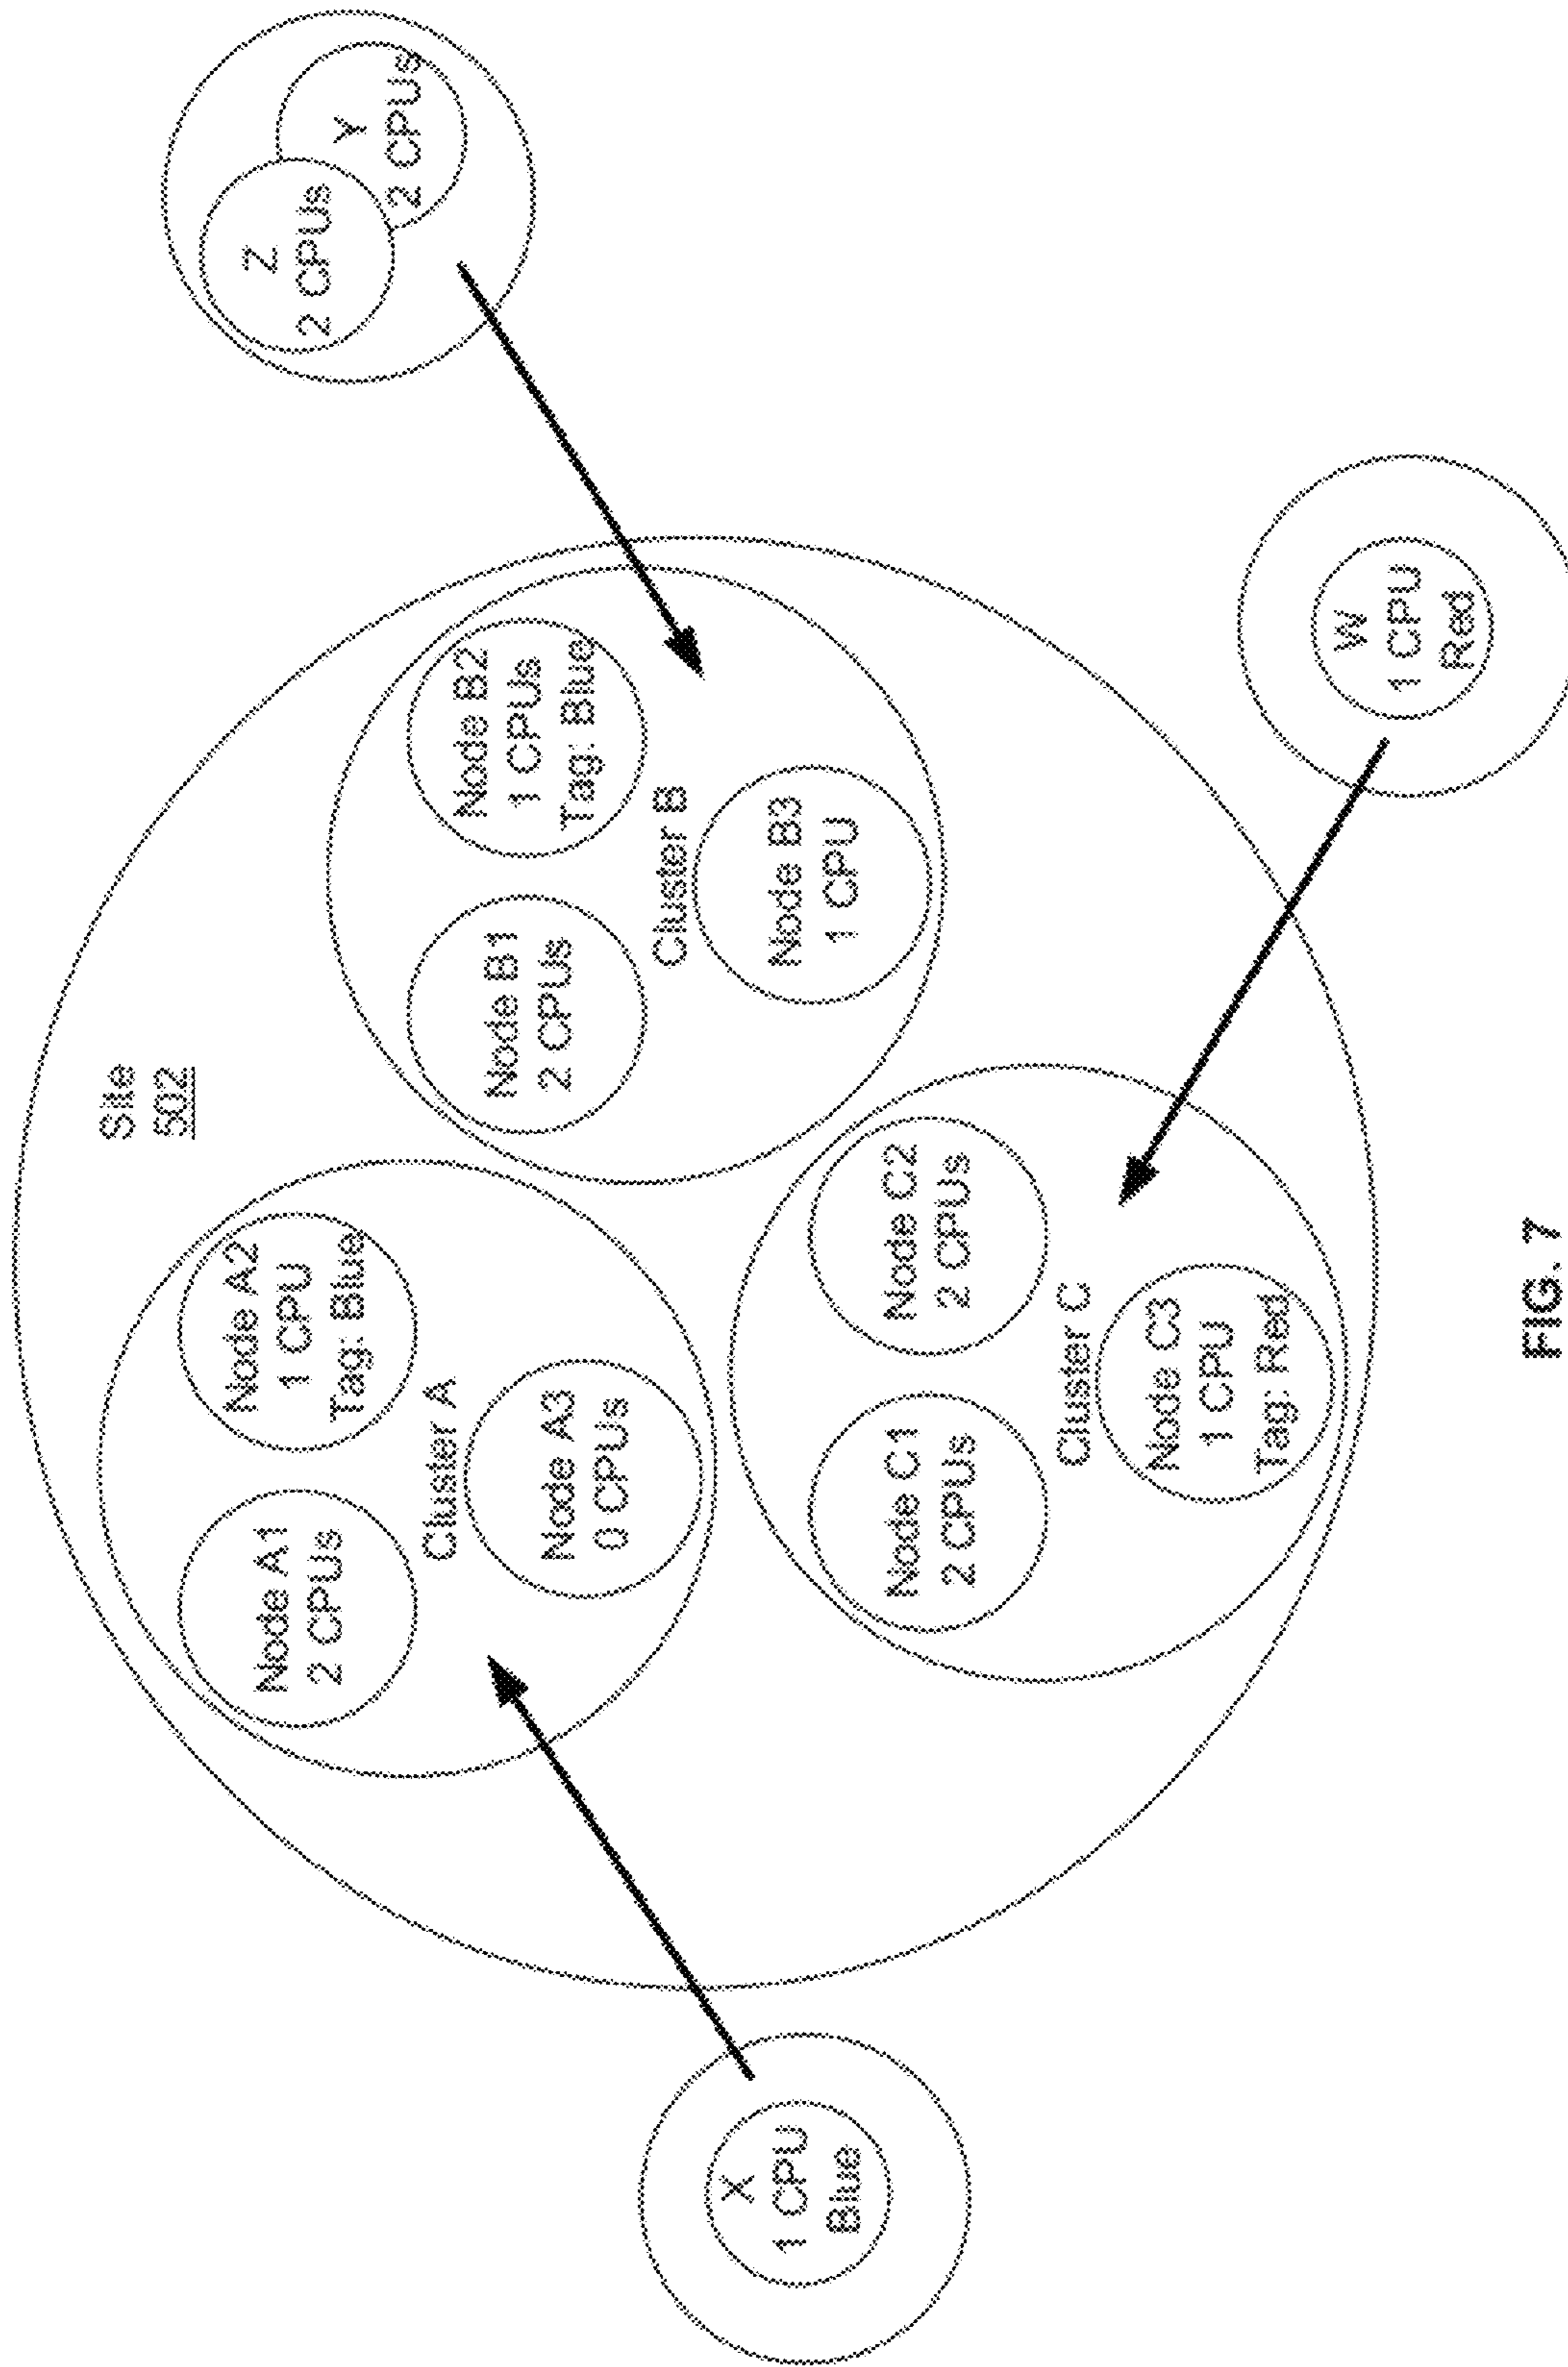 Site
502
Node A1
2 CPUs
Node A2
1 CPU
Tag: Blue
Cluster A
Node A3
0 CPUs
Node B1
2 CPUs
Node B2
1 CPUs
Tag: Blue
Cluster B
Node B3
1 CPU
Node C1
2 CPUs
Node C2
2 CPUs
Cluster C
Node C3
1 CPU
Tag: Red
X
1 CPU
Blue
Z
2 CPUs
Y
2 CPUs
W
1 CPU
Red
FIG. 7